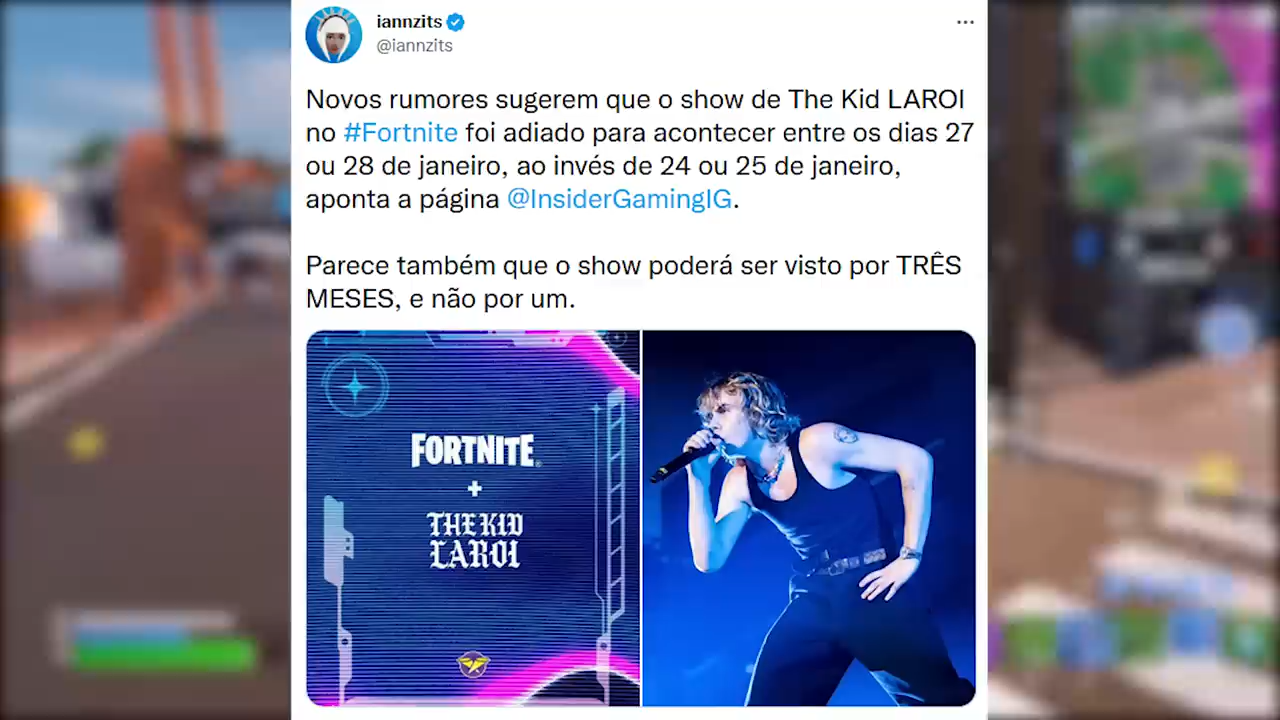 iannzits
@iannzits
Novos rumores sugerem que o show de The Kid LAROI
no #Fortnite foi adiado para acontecer entre os dias 27
ou 28 de janeiro, ao invés de 24 ou 25 de janeiro,
aponta a página @InsiderGamingIG.
Parece também que o show poderá ser visto por TRÊS
MESES, e não por um.
FORTNITE
+
THE KID
LAROI